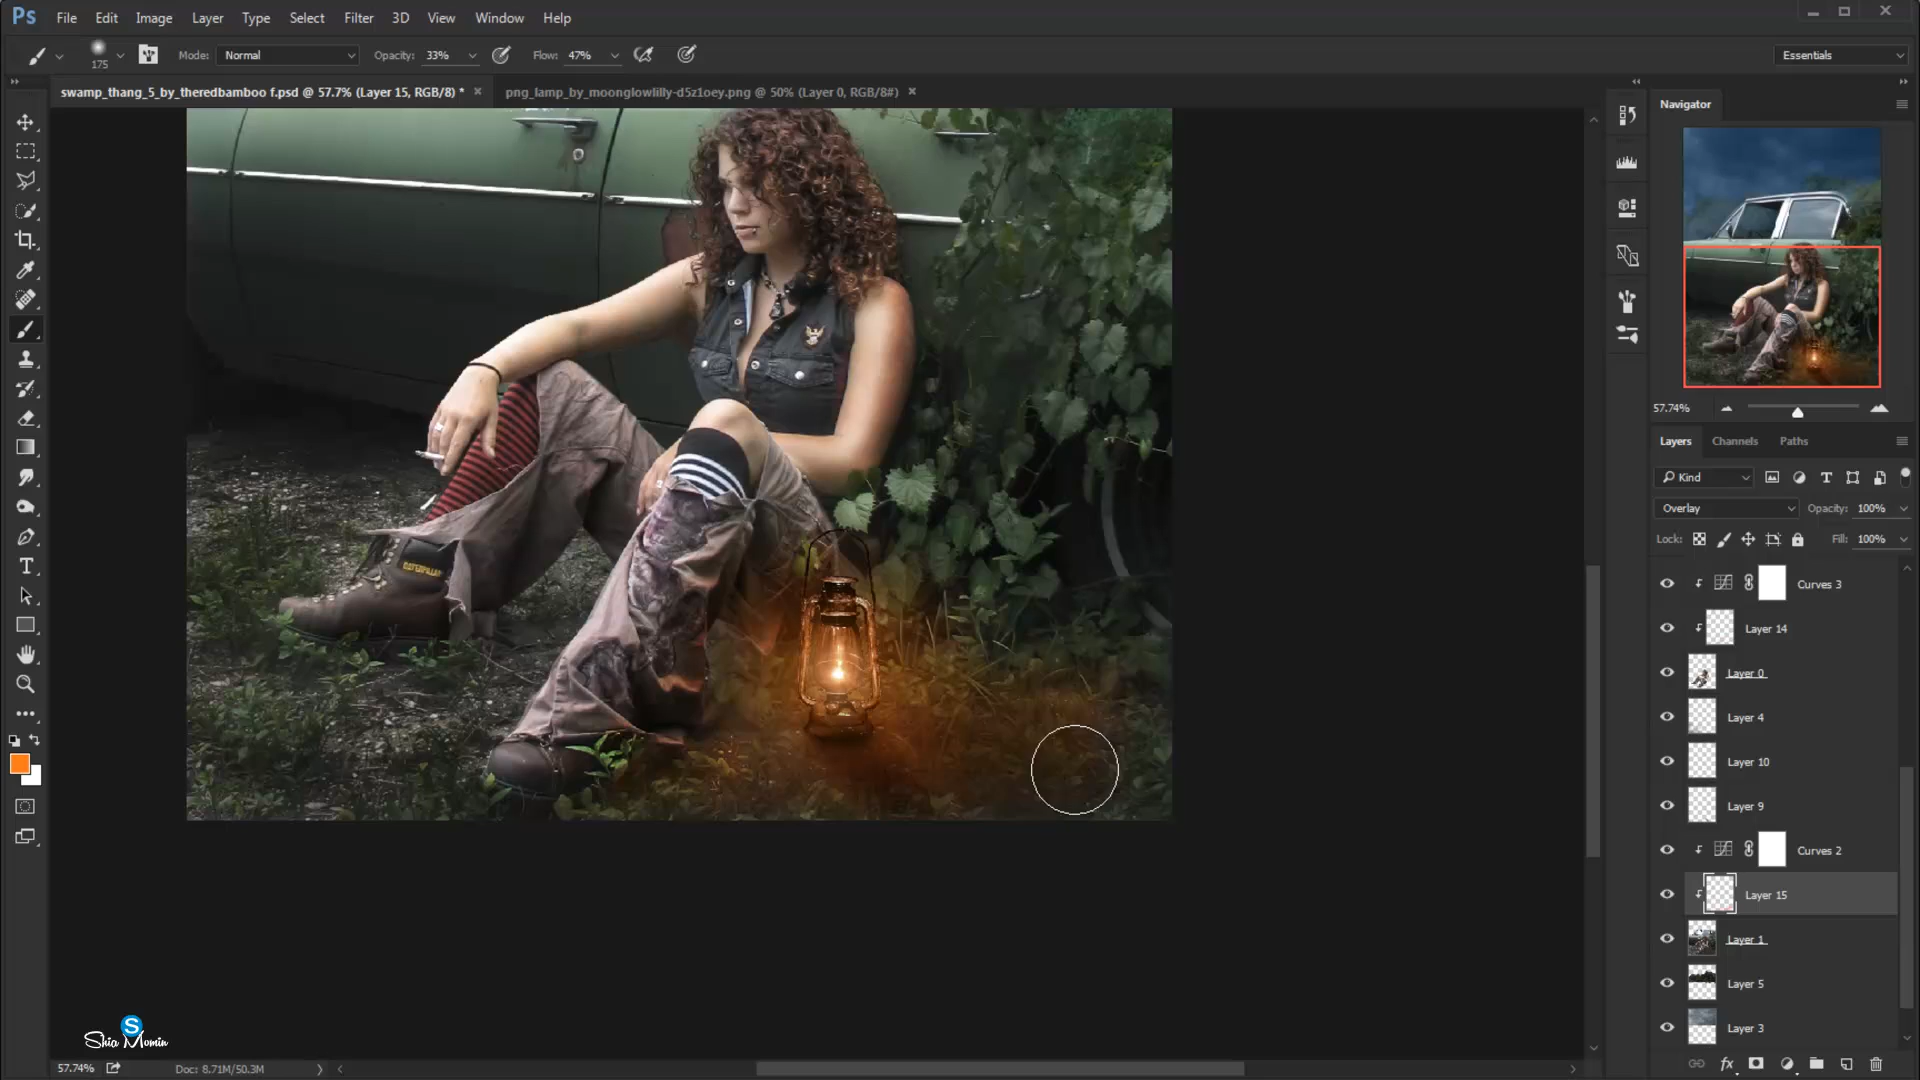 Ps File Edit Image Layer Type Select Filter 3D View Window Help
175 Mode: Normal Opacity: 33% Flow: 47% Essentials
swamp_thang_5_by_theredbamboo f.psd @ 57.7% (Layer 15, RGB/8) * × png_lamp_by_moonglowlilly-d5z1oey.png @ 50% (Layer 0, RGB/8#) ×
Navigator
57.74%
Layers Channels Paths
Kind
Overlay Opacity: 100%
Lock: Fill: 100%
Curves 3
Layer 14
Layer 0
Layer 4
Layer 10
Layer 9
Curves 2
Layer 15
Layer 1
Layer 5
Layer 3
CATERPILLAR
S
Shia Momin
57.74% Doc: 8.71M/50.3M
fx